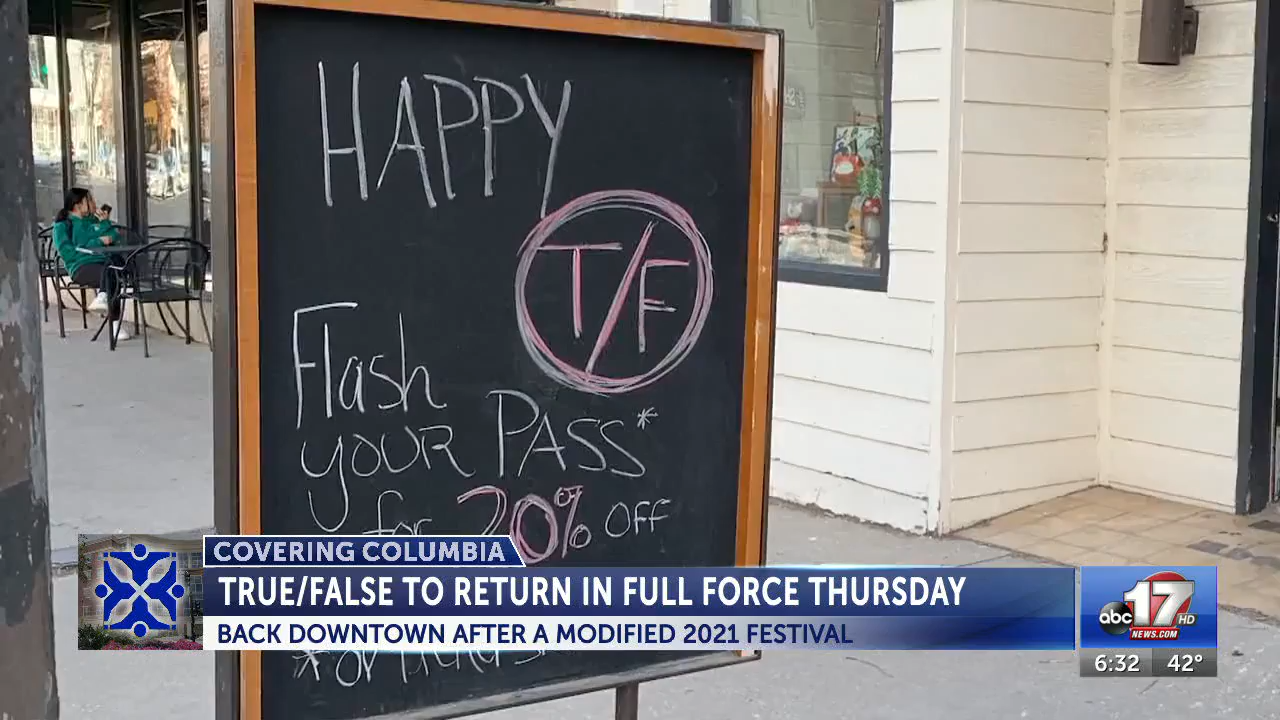 HAPPY
T/F
Flash
YOUR PASS*
for 20% OFF
COVERING COLUMBIA
TRUE/FALSE TO RETURN IN FULL FORCE THURSDAY
BACK DOWNTOWN AFTER A MODIFIED 2021 FESTIVAL
abc 17 HD
NEWS.COM
6:32 42°